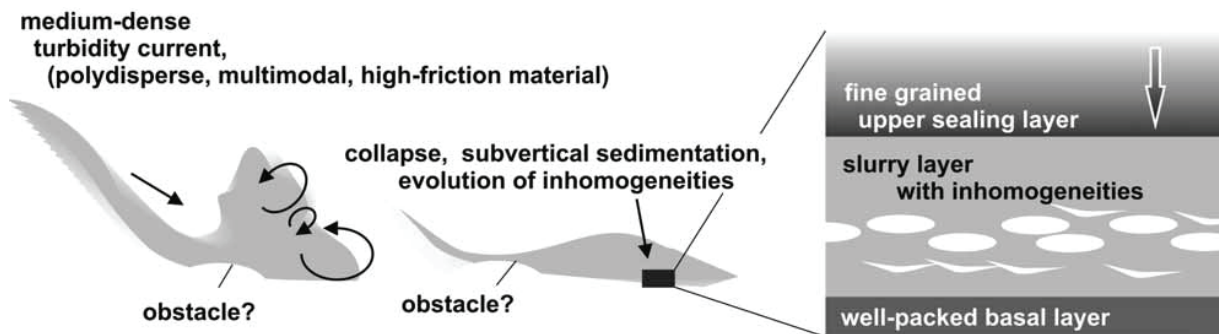 medium-dense
turbidity current,
(polydisperse, multimodal, high-friction material)
obstacle?
collapse, subvertical sedimentation,
evolution of inhomogeneities
obstacle?
fine grained
upper sealing layer
slurry layer
with inhomogeneities
well-packed basal layer